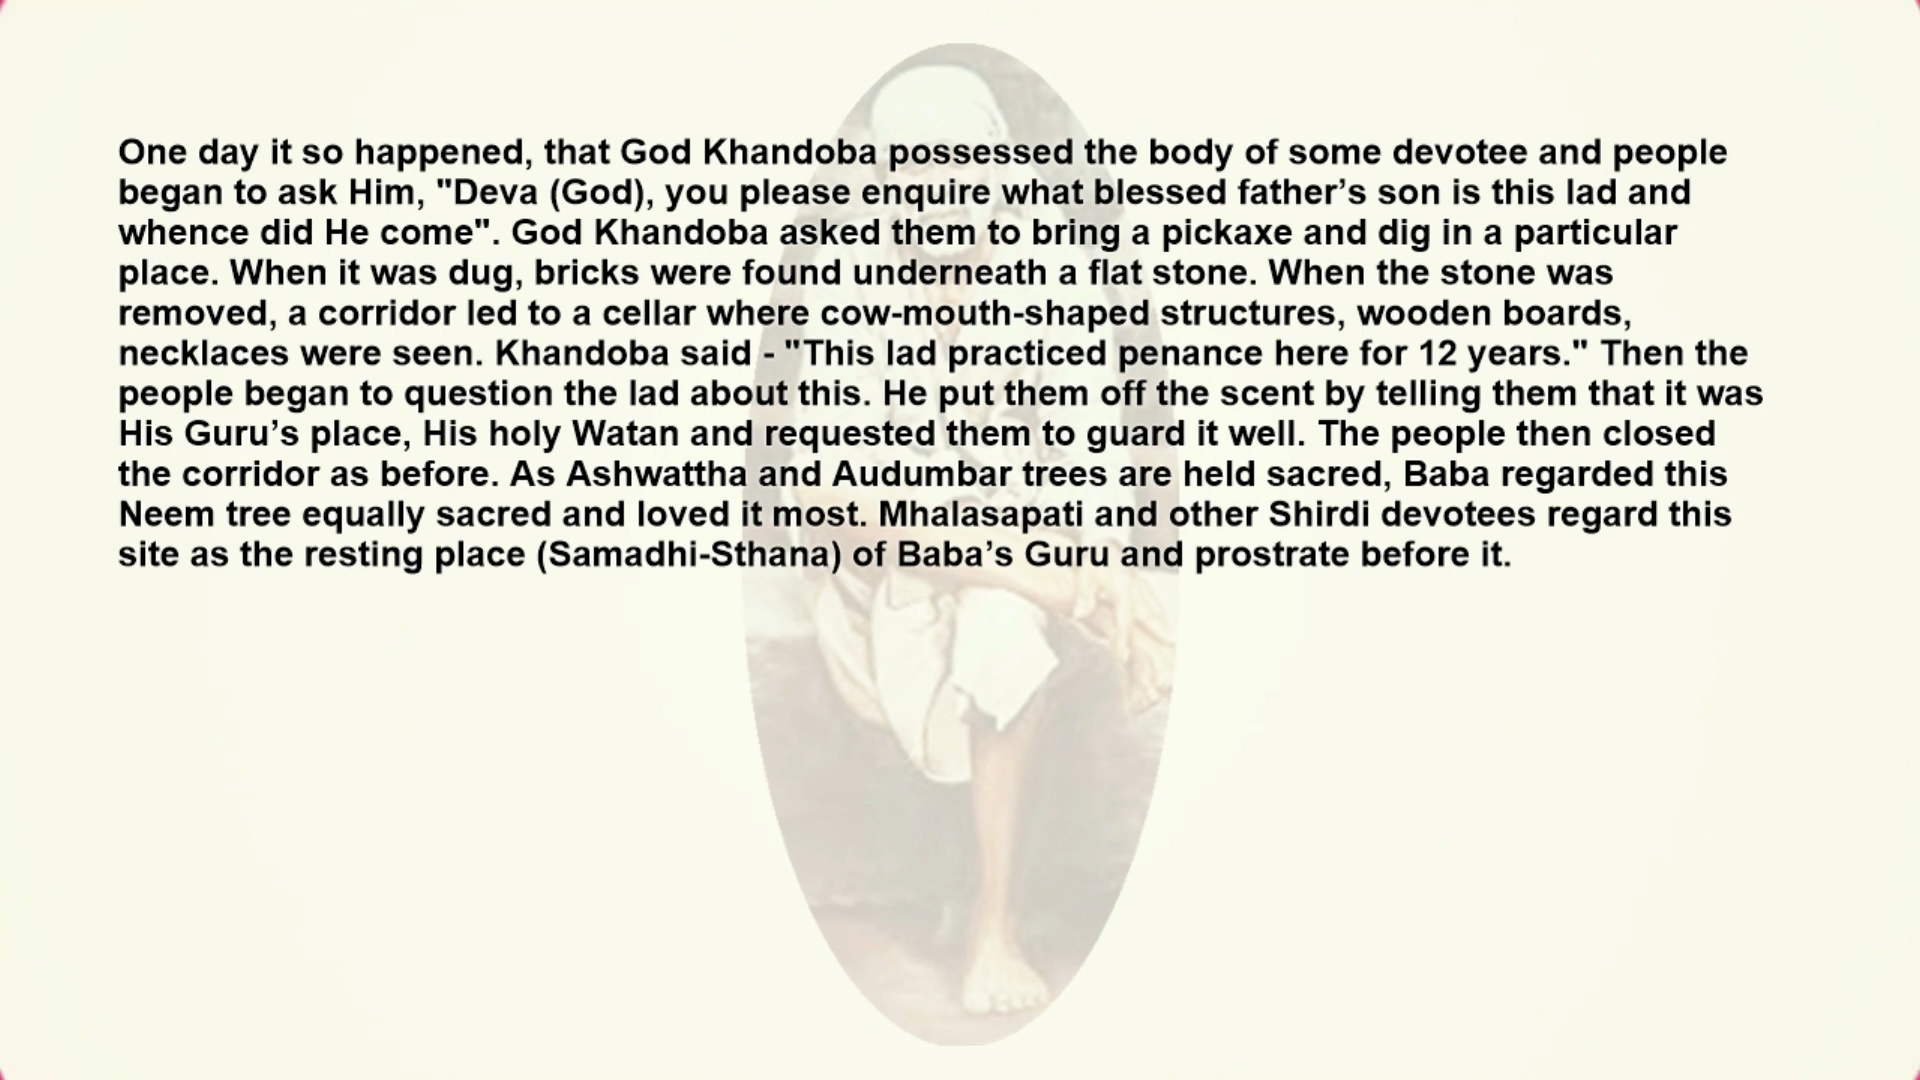 One day it so happened, that God Khandoba possessed the body of some devotee and people
began to ask Him, "Deva (God), you please enquire what blessed father’s son is this lad and
whence did He come". God Khandoba asked them to bring a pickaxe and dig in a particular
place. When it was dug, bricks were found underneath a flat stone. When the stone was
removed, a corridor led to a cellar where cow-mouth-shaped structures, wooden boards,
necklaces were seen. Khandoba said - "This lad practiced penance here for 12 years." Then the
people began to question the lad about this. He put them off the scent by telling them that it was
His Guru’s place, His holy Watan and requested them to guard it well. The people then closed
the corridor as before. As Ashwattha and Audumbar trees are held sacred, Baba regarded this
Neem tree equally sacred and loved it most. Mhalasapati and other Shirdi devotees regard this
site as the resting place (Samadhi-Sthana) of Baba’s Guru and prostrate before it.